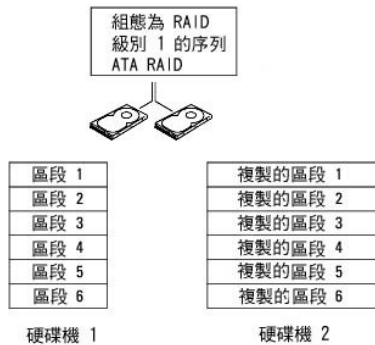 組態為 RAID
級別 1 的序列
ATA RAID
區段 1
區段 2
區段 3
區段 4
區段 5
區段 6
硬碟機 1
複製的區段 1
複製的區段 2
複製的區段 3
複製的區段 4
複製的區段 5
複製的區段 6
硬碟機 2